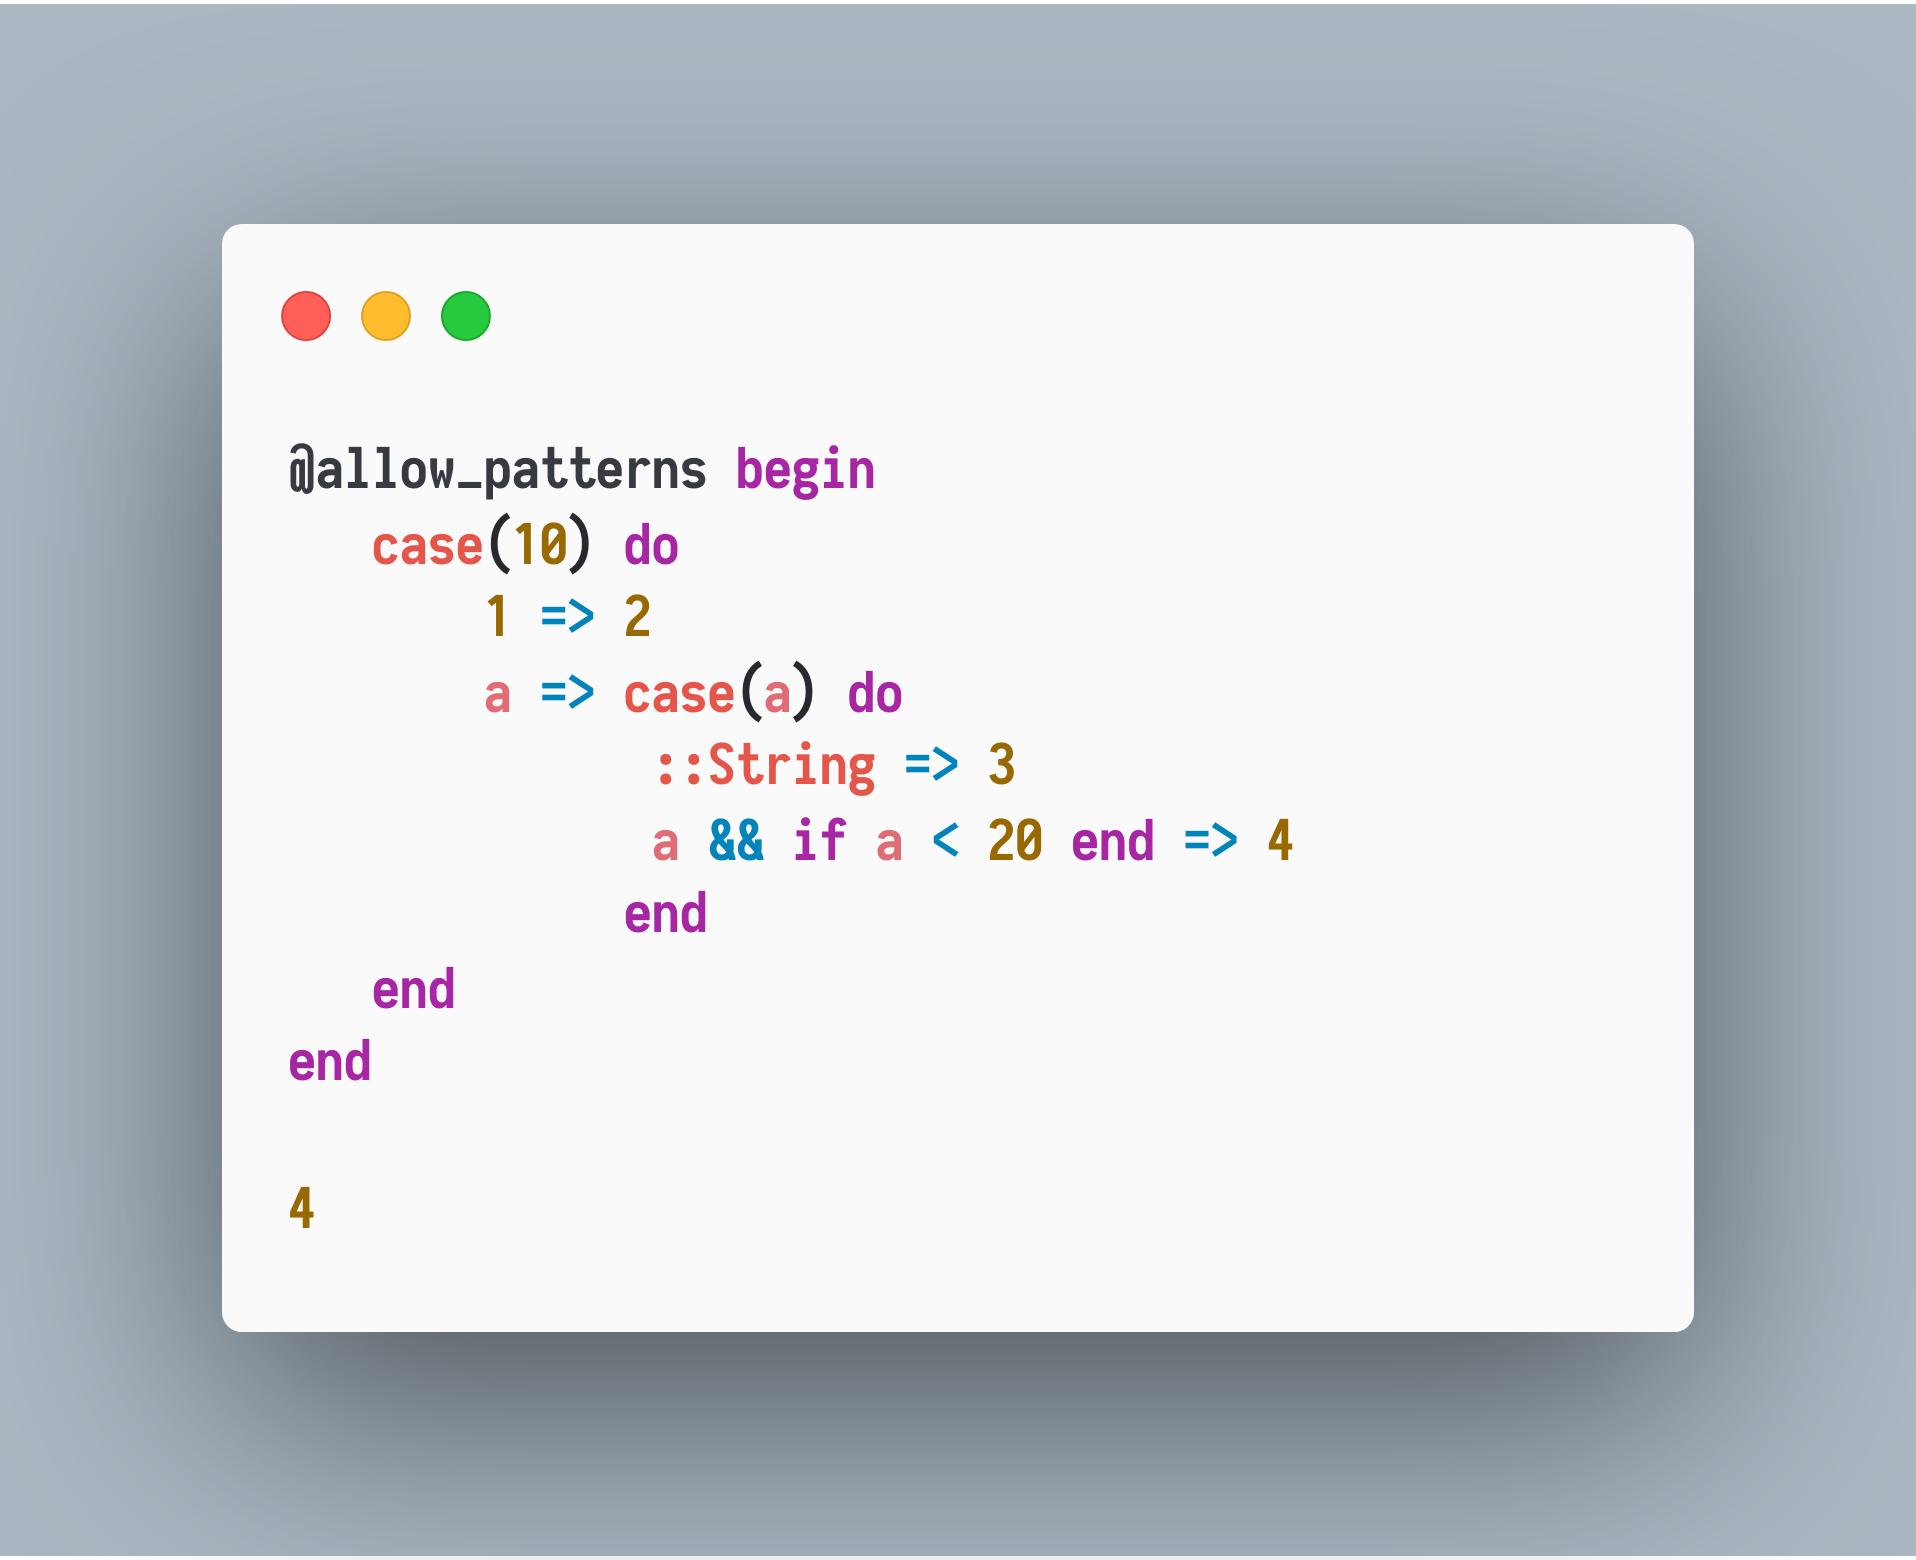 @allow_patterns begin
   case(10) do
       1 => 2
       a => case(a) do
             ::String => 3
             a && if a < 20 end => 4
            end
   end
end

4